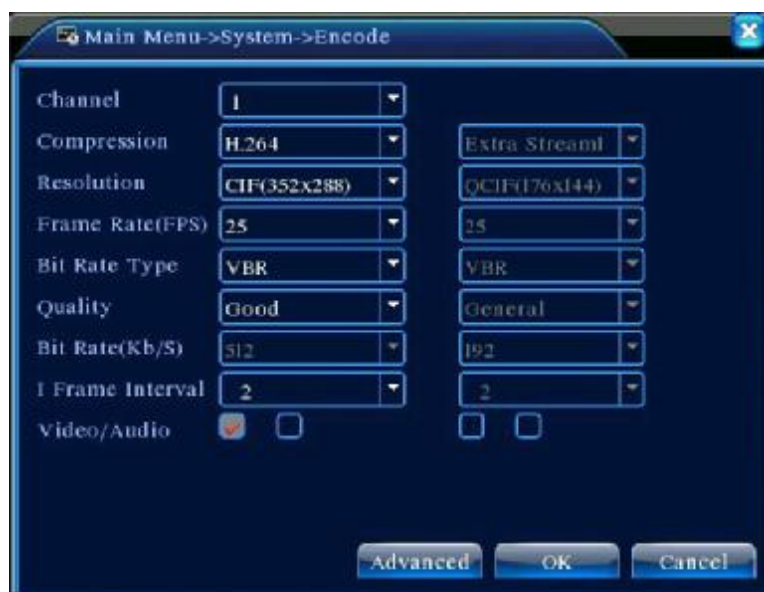 Main Menu->System->Encode
Channel 1
Compression H.264 Extra Stream1
Resolution CIF(352x288) QCIF(176x144)
Frame Rate(FPS) 25 25
Bit Rate Type VBR VBR
Quality Good General
Bit Rate(Kb/S) 512 192
I Frame Interval 2 2
Video/Audio
Advanced OK Cancel